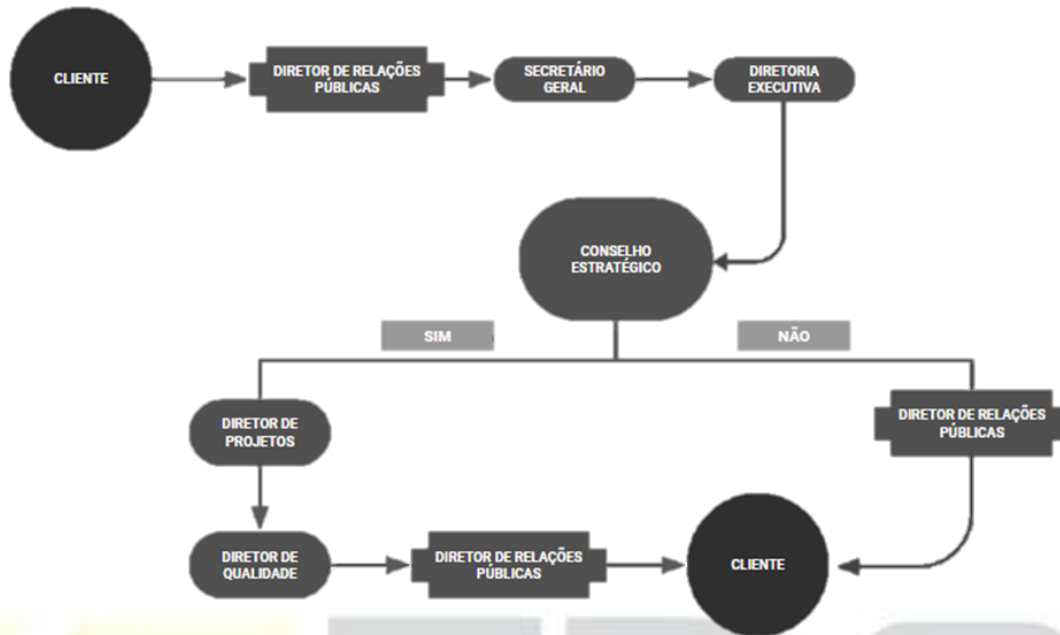 CLIENTE
DIRETOR DE RELAÇÕES
PÚBLICAS
SECRETÁRIO
GERAL
DIRETORIA
EXECUTIVA
CONSELHO
ESTRATÉGICO
SIM
NÃO
DIRETOR DE
PROJETOS
DIRETOR DE RELAÇÕES
PÚBLICAS
DIRETOR DE
QUALIDADE
DIRETOR DE RELAÇÕES
PÚBLICAS
CLIENTE